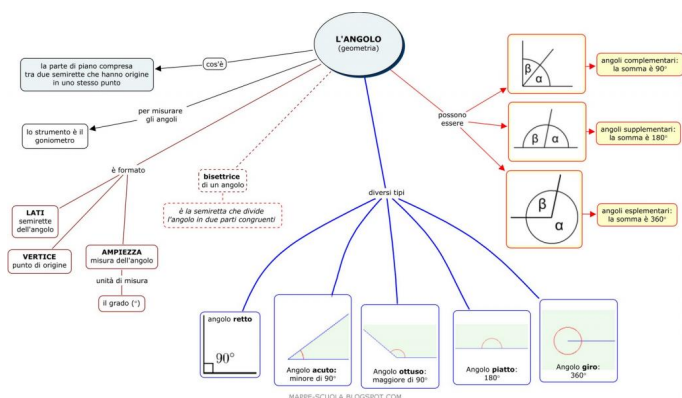 L'ANGOLO
(geometria)
cos'è
la parte di piano compresa
tra due semirette che hanno origine
in uno stesso punto
per misurare
gli angoli
lo strumento è il
goniometro
è formato
LATI
semirette
dell'angolo
VERTICE
punto di origine
AMPIEZZA
misura dell'angolo
unità di misura
il grado (°)
bisettrice
di un angolo
è la semiretta che divide
l'angolo in due parti congruenti
possono
essere
β
α
angoli complementari:
la somma è 90°
β α
angoli supplementari:
la somma è 180°
β
α
angoli esplementari:
la somma è 360°
diversi tipi
angolo retto
90°
Angolo acuto:
minore di 90°
Angolo ottuso:
maggiore di 90°
Angolo piatto:
180°
Angolo giro:
360°
MAPPE-SCUOLA.BLOGSPOT.COM